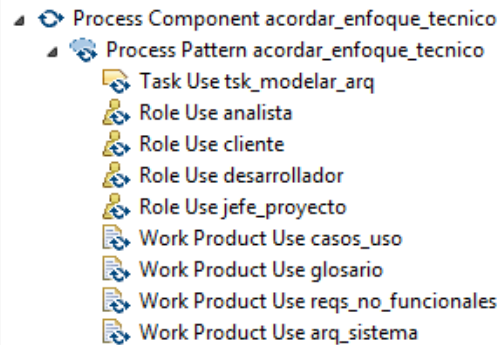 Process Component acordar_enfoque_tecnico
Process Pattern acordar_enfoque_tecnico
Task Use tsk_modelar_arq
Role Use analista
Role Use cliente
Role Use desarrollador
Role Use jefe_proyecto
Work Product Use casos_uso
Work Product Use glosario
Work Product Use reqs_no_funcionales
Work Product Use arq_sistema